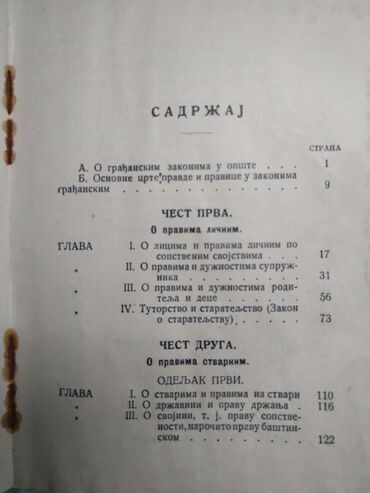 САДРЖАЈ
СТРАНА
А. О грађанским законима у опште . . . 1
Б. Основне црте правде и правице у законима
грађанским . . . . . . . . . . . . 9
ЧЕСТ ПРВА.
О правима личним.
ГЛАВА I. О лицима и правима личним по
сопственим својствима . . . . 17
„ II. О правима и дужностима супруж-
ника . . . . . . . . . . 31
„ III. О правима и дужностима роди-
теља и деце . . . . . . . 56
„ IV. Туторство и старатељство (Закон
о старатељству) . . . . . . 73
ЧЕСТ ДРУГА.
О правима стварним.
ОДЕЉАК ПРВИ.
ГЛАВА I. О стварима и правима на ствари 110
„ II. О државини и праву држања . 116
„ III. О својини, т. ј. праву сопстве-
ности, нарочито првву баштин-
ском . . . . . . . . . . 122